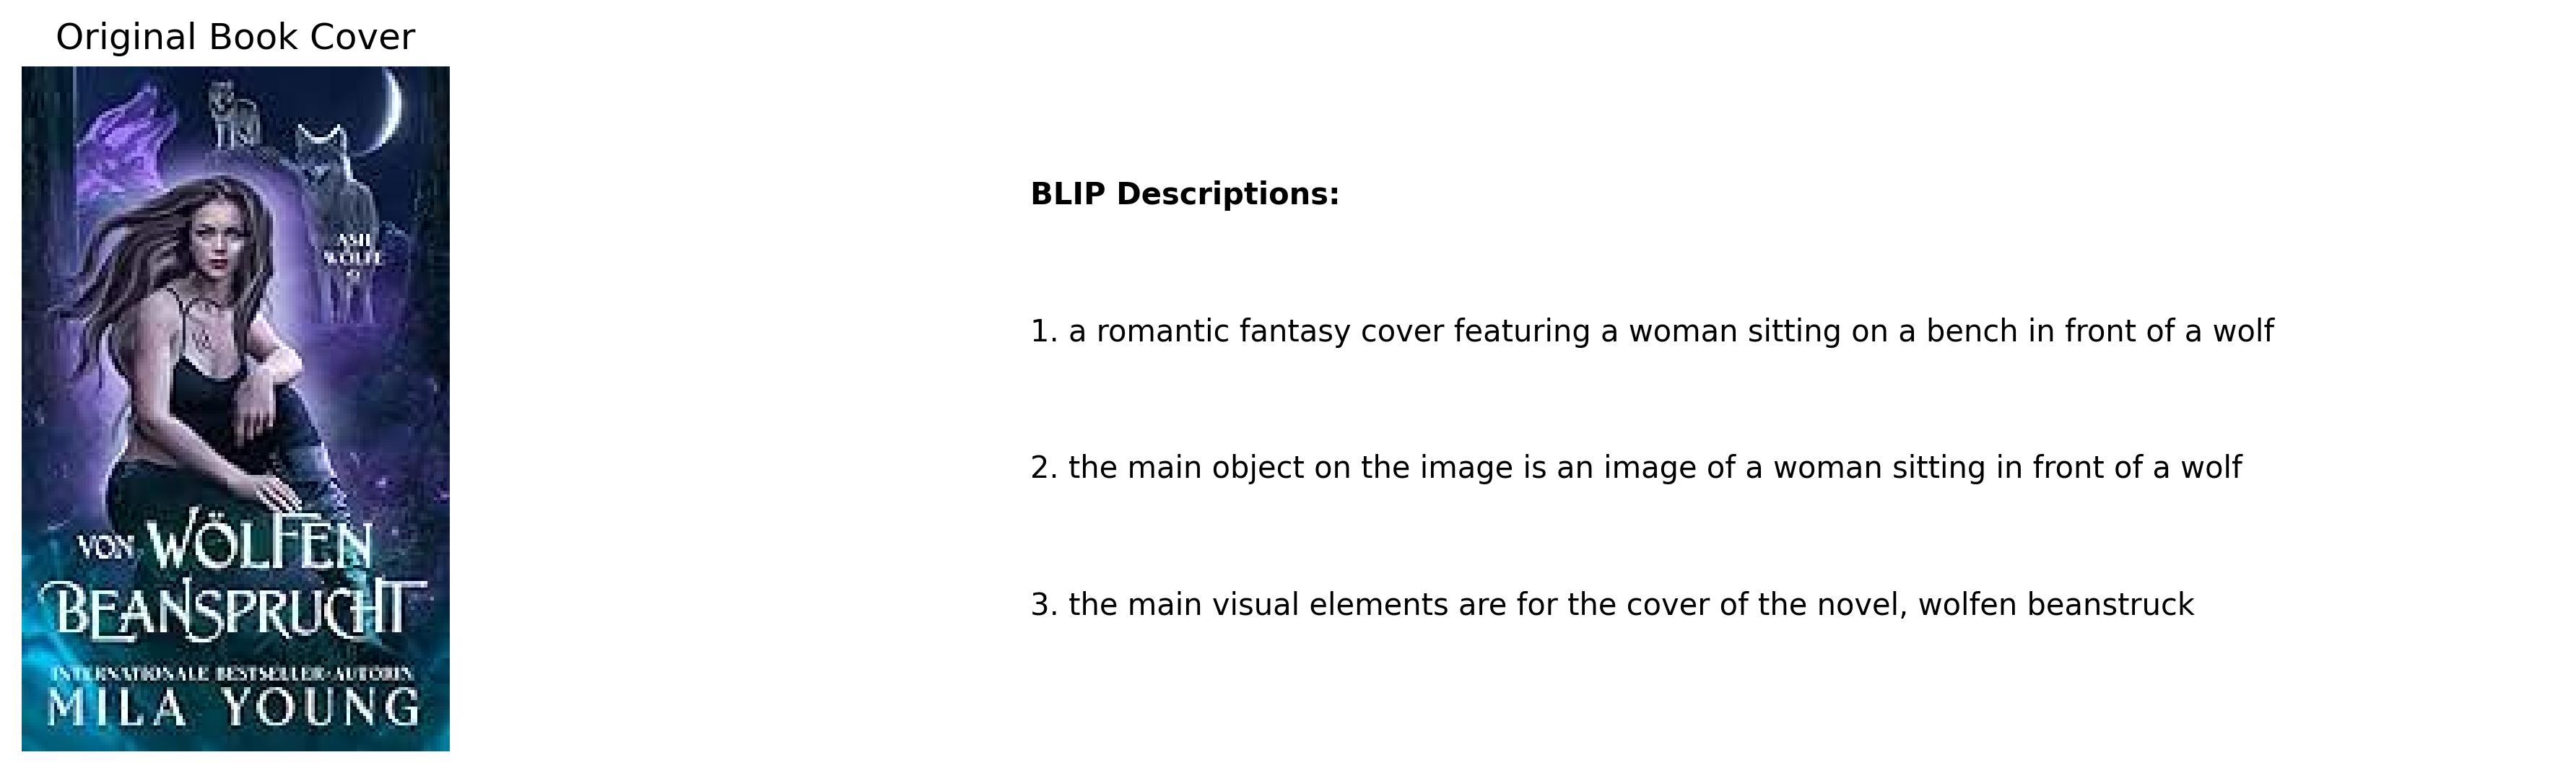 Original Book Cover
ASH
WÖLFE
VON WÖLFEN
BEANSPRUCHT
INTERNATIONALE BESTSELLER-AUTORIN
MILA YOUNG
BLIP Descriptions:
1. a romantic fantasy cover featuring a woman sitting on a bench in front of a wolf
2. the main object on the image is an image of a woman sitting in front of a wolf
3. the main visual elements are for the cover of the novel, wolfen beanstruck